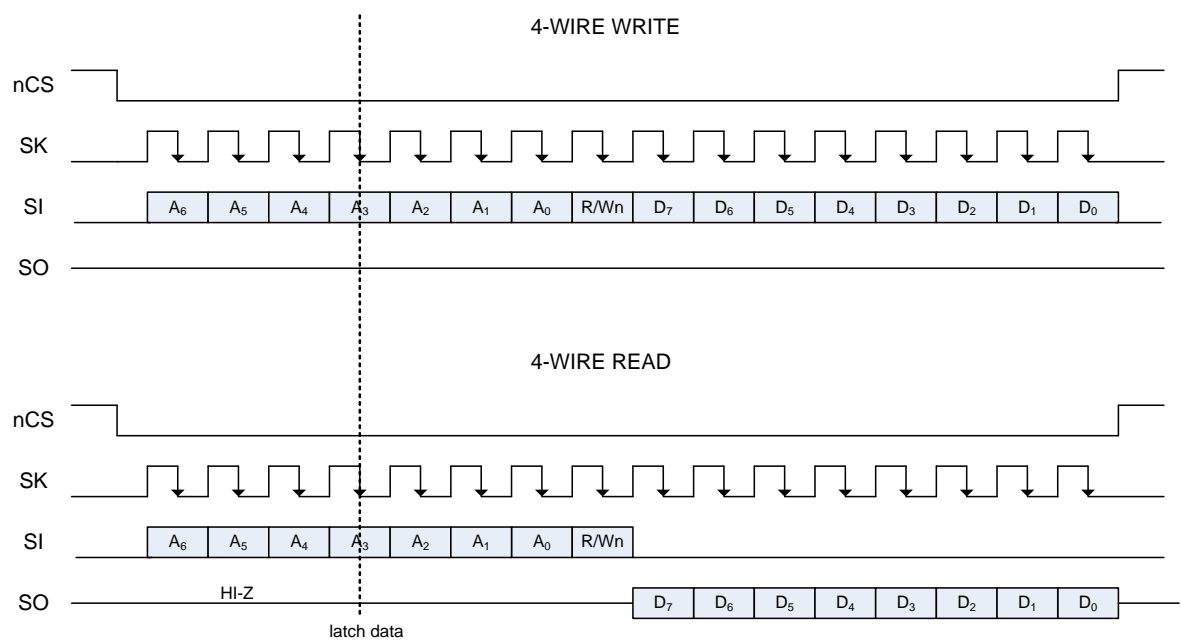 4-WIRE WRITE
nCS
SK
SI A₆ A₅ A₄ A₃ A₂ A₁ A₀ R/Wn D₇ D₆ D₅ D₄ D₃ D₂ D₁ D₀
SO
4-WIRE READ
nCS
SK
SI A₆ A₅ A₄ A₃ A₂ A₁ A₀ R/Wn
SO HI-Z D₇ D₆ D₅ D₄ D₃ D₂ D₁ D₀
latch data